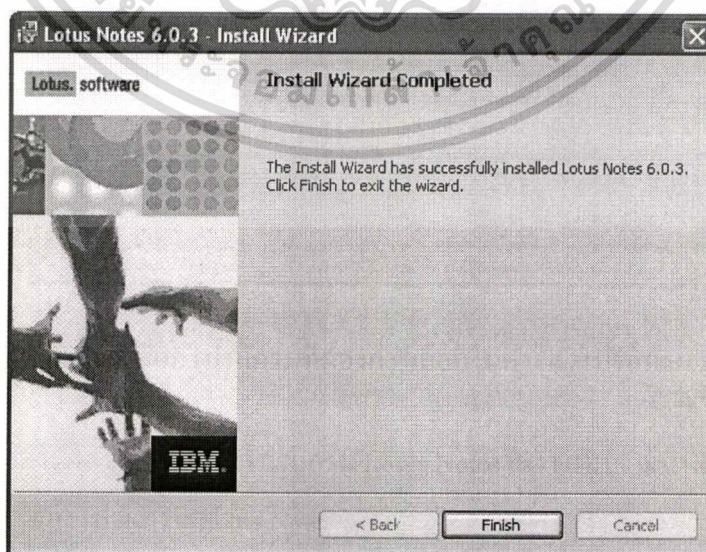 Lotus Notes 6.0.3 - Install Wizard
Lotus. software
Install Wizard Completed
The Install Wizard has successfully installed Lotus Notes 6.0.3.
Click Finish to exit the wizard.
IBM.
< Back
Finish
Cancel